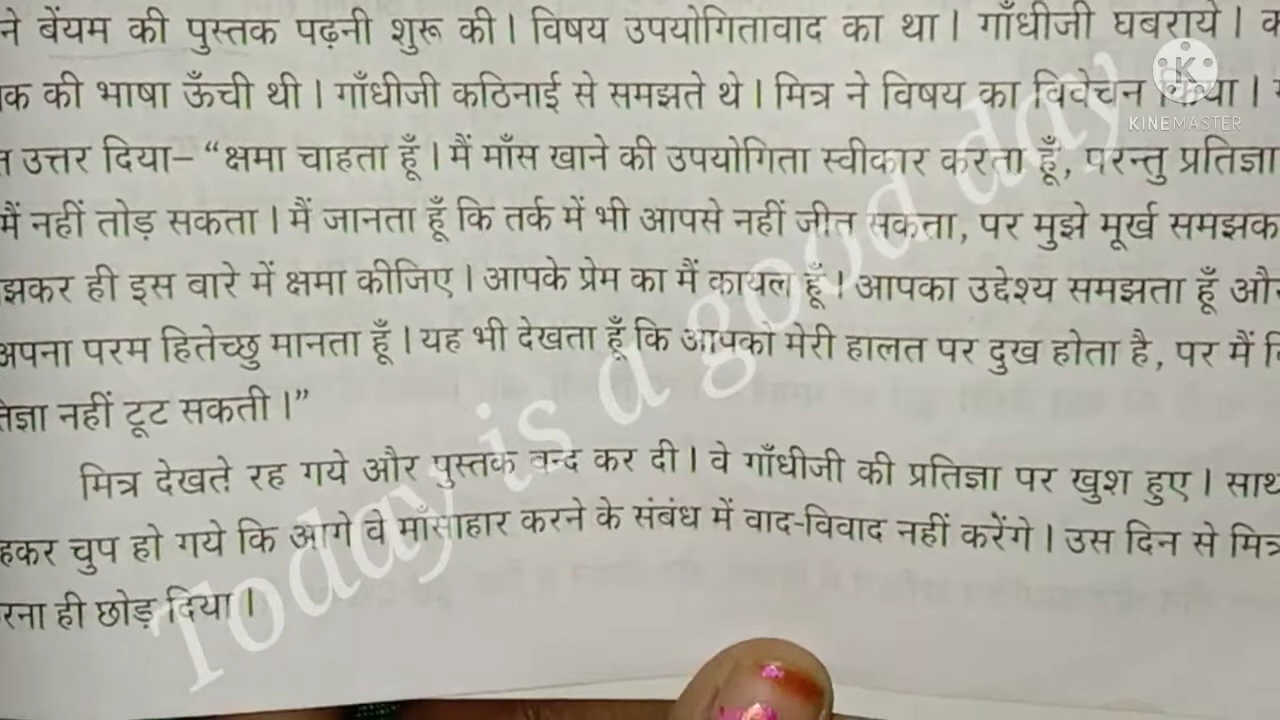 ने बेंयम की पुस्तक पढ़नी शुरू की। विषय उपयोगितावाद का था। गाँधीजी घबराये।
की भाषा ऊँची थी। गाँधीजी कठिनाई से समझते थे। मित्र ने विषय का विवेचन किया।
उत्तर दिया– “क्षमा चाहता हूँ। मैं माँस खाने की उपयोगिता स्वीकार करता हूँ, परन्तु प्रतिज्ञा
मैं नहीं तोड़ सकता। मैं जानता हूँ कि तर्क में भी आपसे नहीं जीत सकता, पर मुझे मूर्ख समझक
झकर ही इस बारे में क्षमा कीजिए। आपके प्रेम का मैं कायल हूँ। आपका उद्देश्य समझता हूँ
अपना परम हितेच्छु मानता हूँ। यह भी देखता हूँ कि आपको मेरी हालत पर दुख होता है, पर मैं
नहीं टूट सकती।”
मित्र देखते रह गये और पुस्तक वन्द कर दी। वे गाँधीजी की प्रतिज्ञा पर खुश हुए। साथ
हकर चुप हो गये कि आगे वे माँसाहार करने के संबंध में वाद-विवाद नहीं करेंगे। उस दिन से मित्र
रना ही छोड़ दिया।
KINEMASTER
Today is a good day